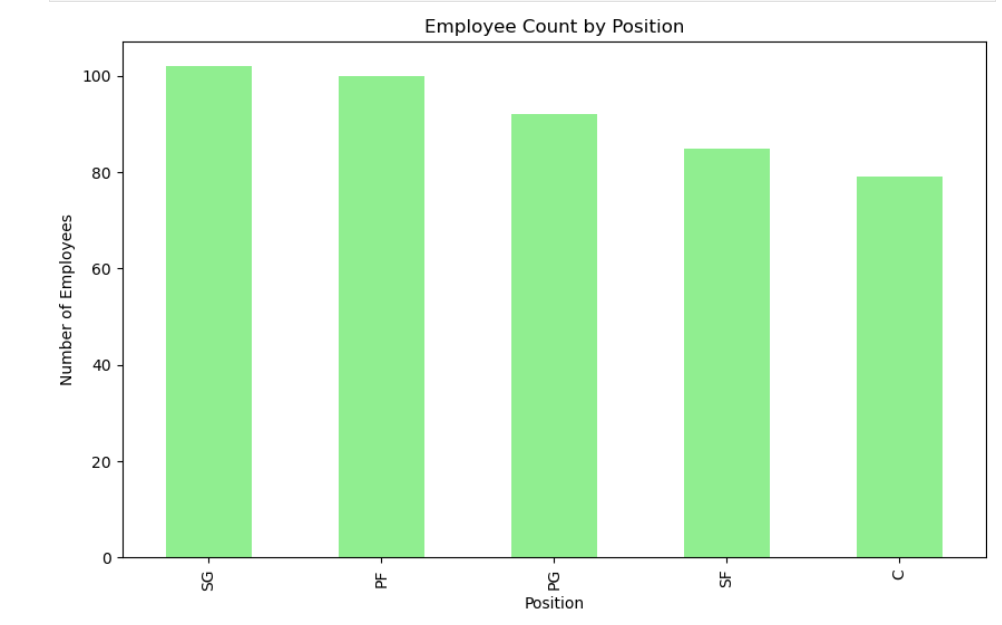 Employee Count by Position
Number of Employees
100
80
60
40
20
0
SG
PF
PG
SF
C
Position